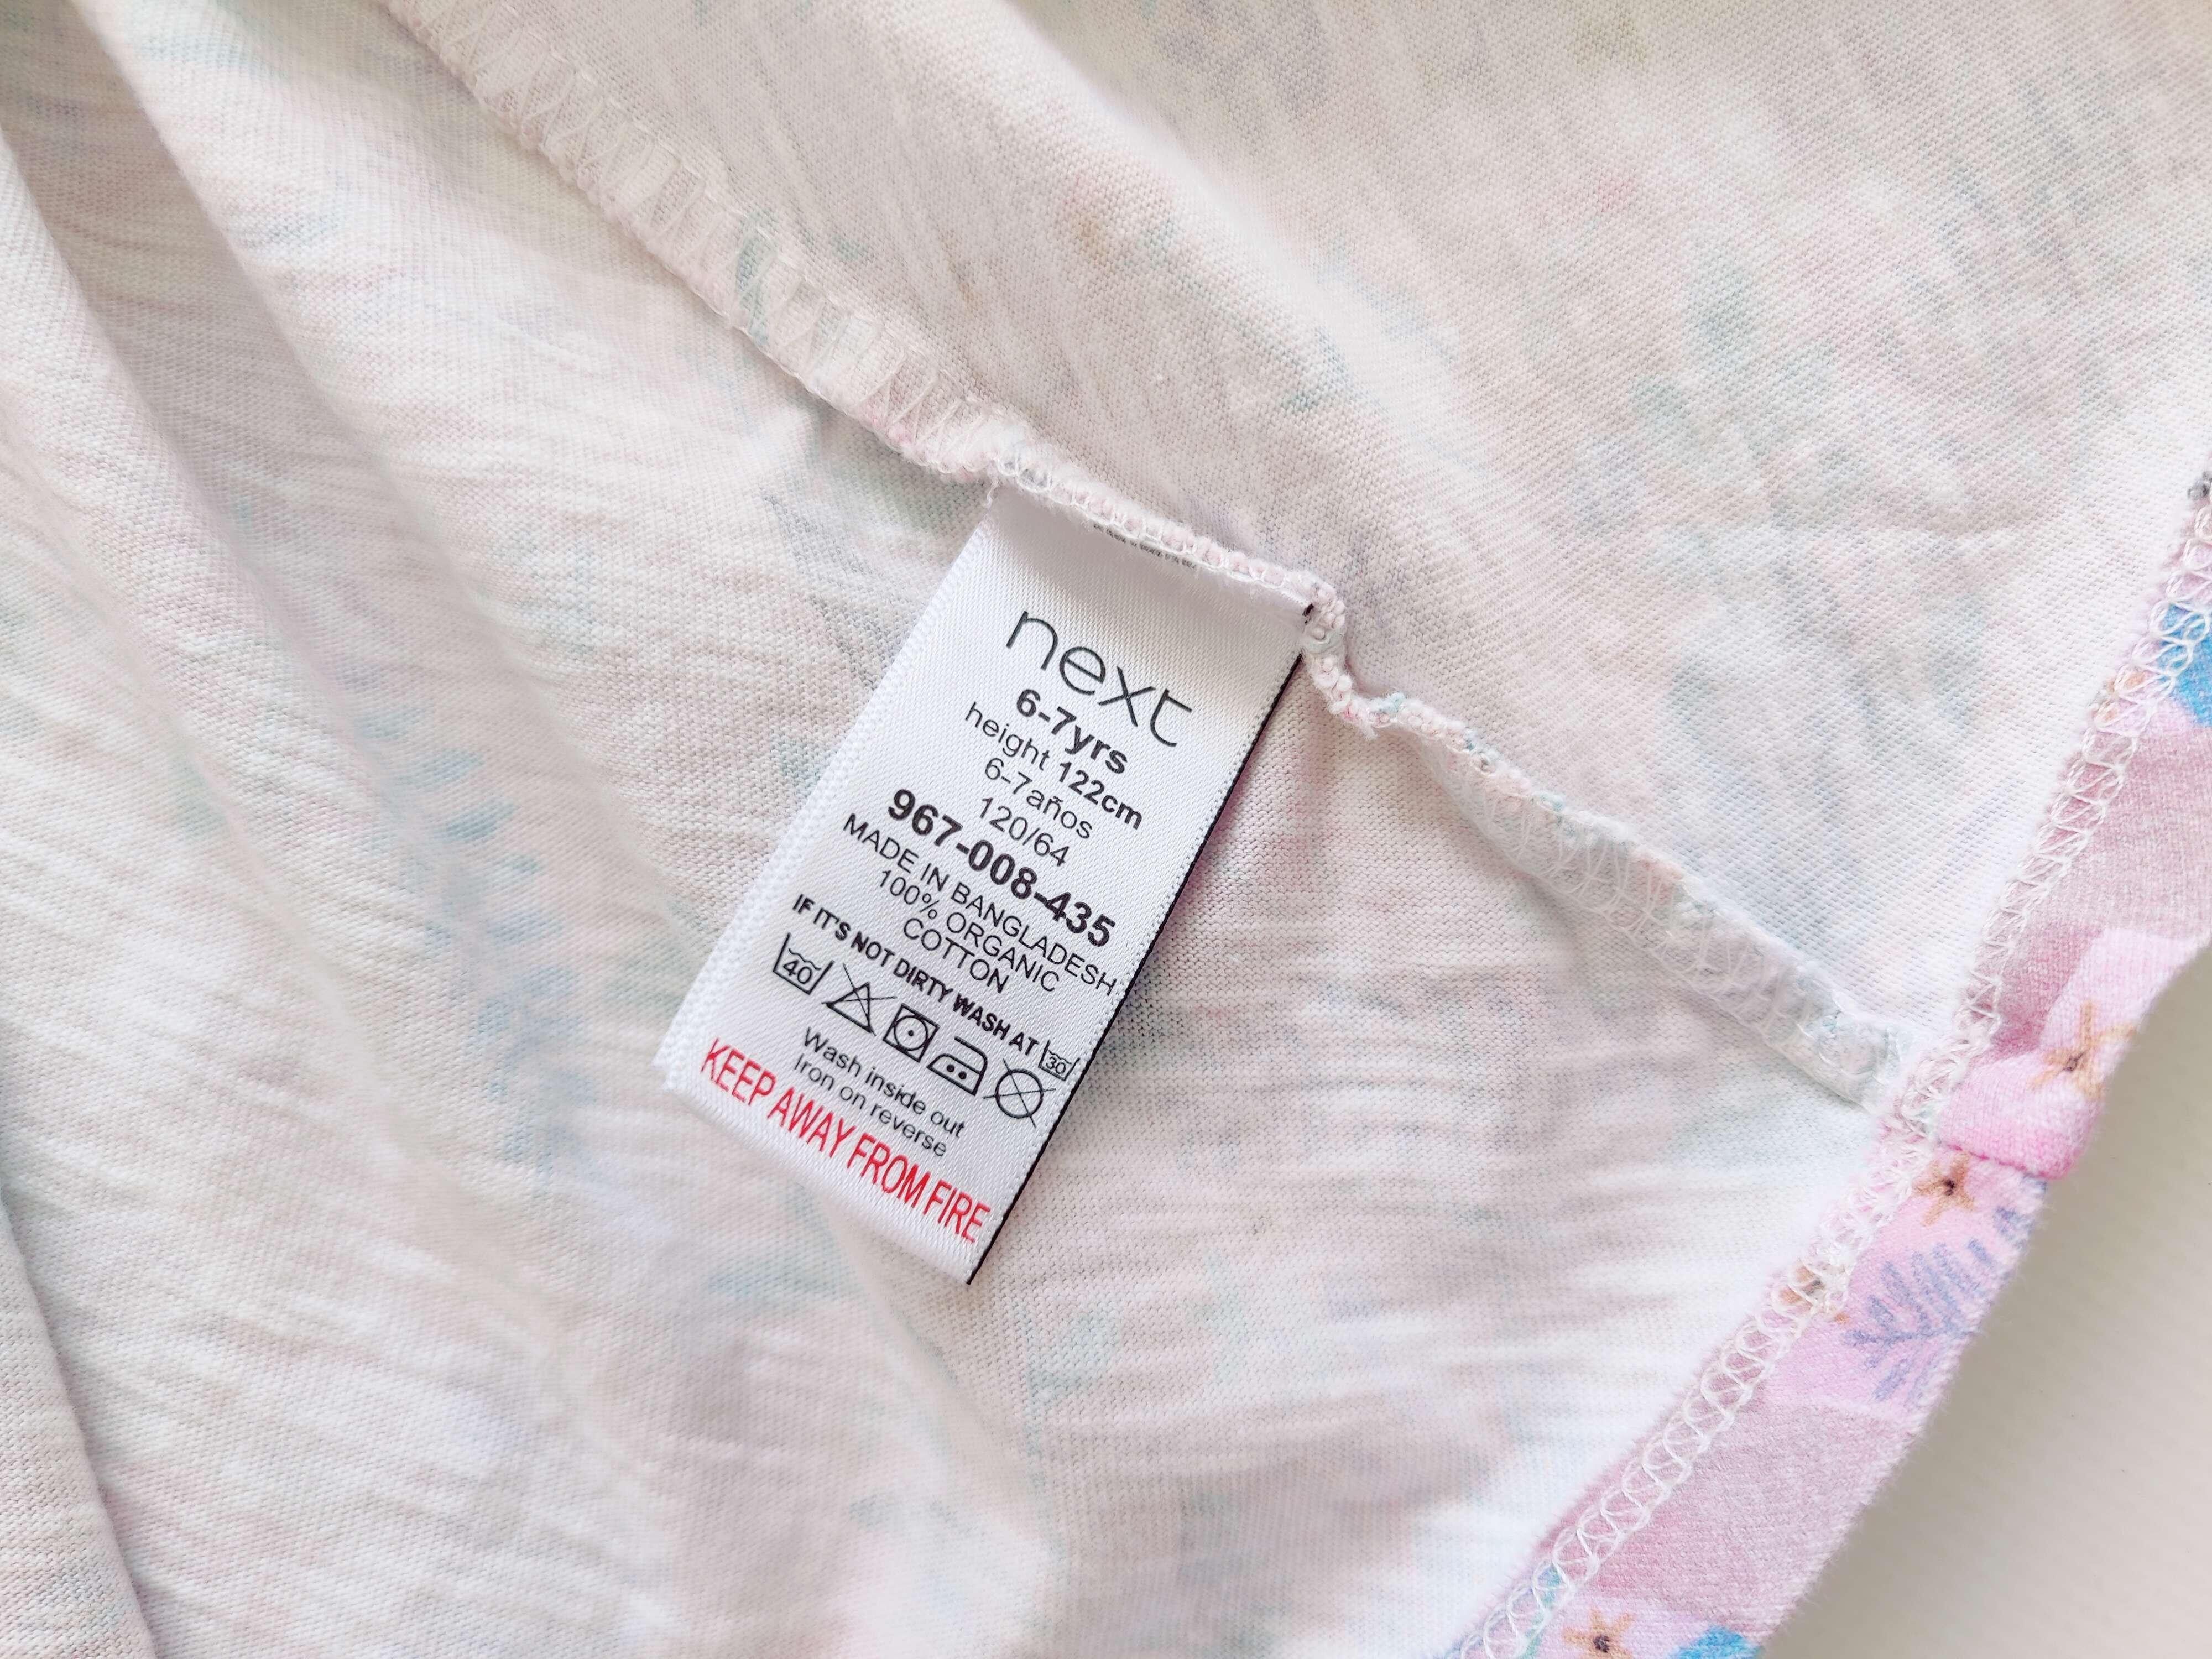 next
6-7yrs
height 122cm
6-7años
120/64
967-008-435
MADE IN BANGLADESH
100% ORGANIC
COTTON
IF IT'S NOT DIRTY WASH AT 30
40
Wash inside out
Iron on reverse
KEEP AWAY FROM FIRE